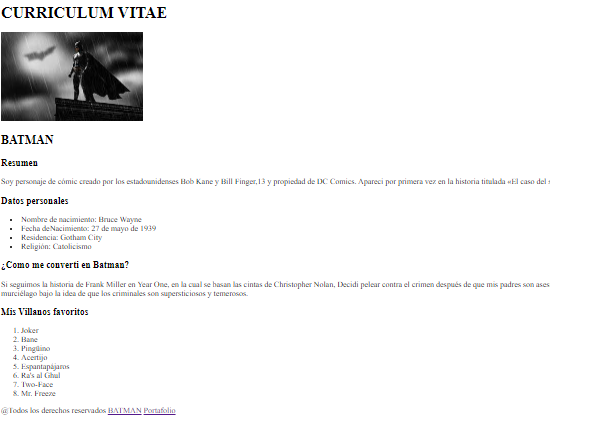 CURRICULUM VITAE
BATMAN
Resumen
Soy personaje de cómic creado por los estadounidenses Bob Kane y Bill Finger,13 y propiedad de DC Comics. Apareci por primera vez en la historia titulada «El caso del
Datos personales
• Nombre de nacimiento: Bruce Wayne
• Fecha deNacimiento: 27 de mayo de 1939
• Residencia: Gotham City
• Religión: Catolicismo
¿Como me converti en Batman?
Si seguimos la historia de Frank Miller en Year One, en la cual se basan las cintas de Christopher Nolan, Decidi pelear contra el crimen después de que mis padres son ases
murciélago bajo la idea de que los criminales son supersticiosos y temerosos.
Mis Villanos favoritos
1. Joker
2. Bane
3. Pingüino
4. Acertijo
5. Espantapájaros
6. Ra's al Ghul
7. Two-Face
8. Mr. Freeze
@Todos los derechos reservados BATMAN Portafolio